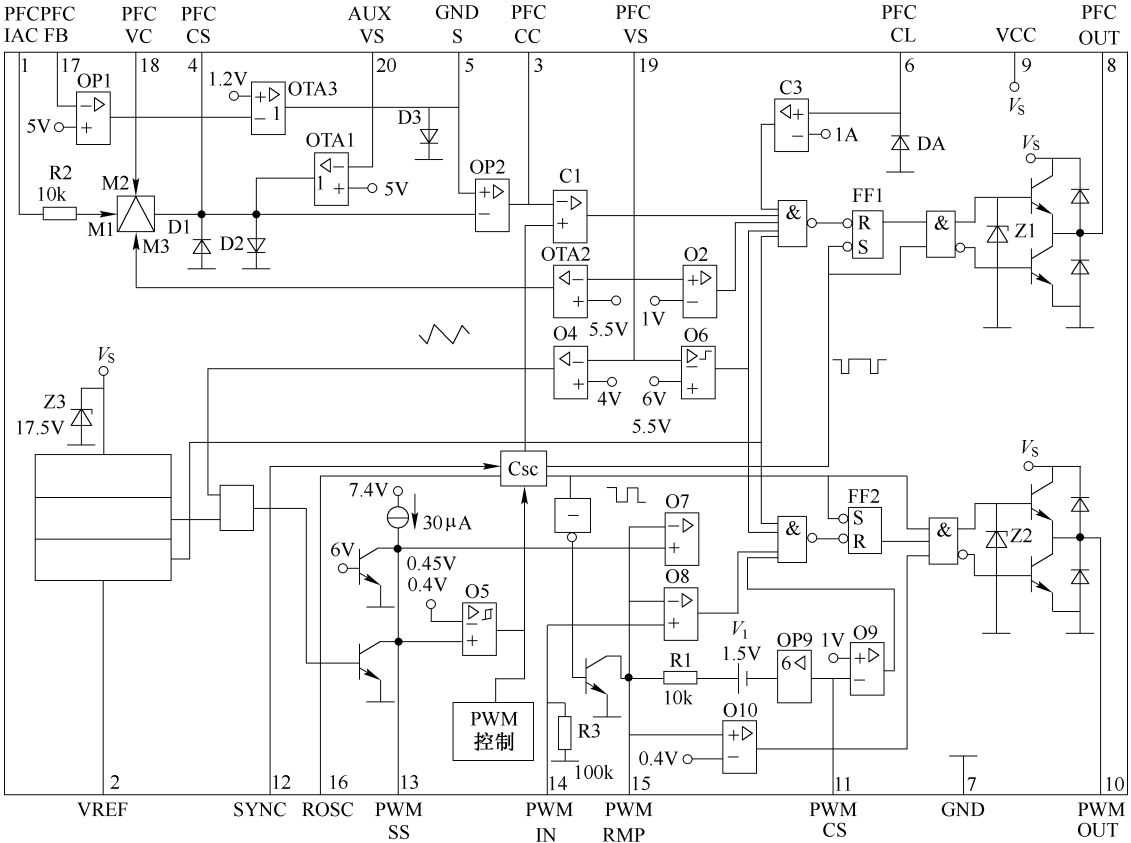 PFC PFC PFC PFC AUX GND PFC PFC PFC VCC PFC
IAC FB VC CS VS S CC VS CL OUT
1 17 18 4 20 5 3 19 6 9 8
OP1
5V
1.2V
OTA3
1
D3
OTA1
1
5V
OP2
C1
C3
1A
DA
VS
VS
R2
10k
M2
M1
M3
D1
D2
&
FF1
R
S
&
Z1
OTA2
5.5V
O2
1V
O4
4V
O6
6V
5.5V
VS
Z3
17.5V
Csc
7.4V
30μA
6V
0.45V
0.4V
O5
O7
O8
&
FF2
S
R
&
Z2
VS
V1
1.5V
R1
10k
OP9
6
1V
O9
O10
0.4V
PWM
控制
R3
100k
2 12 16 13 14 15 11 7 10
VREF SYNC ROSC PWM PWM PWM PWM GND PWM
SS IN RMP CS OUT